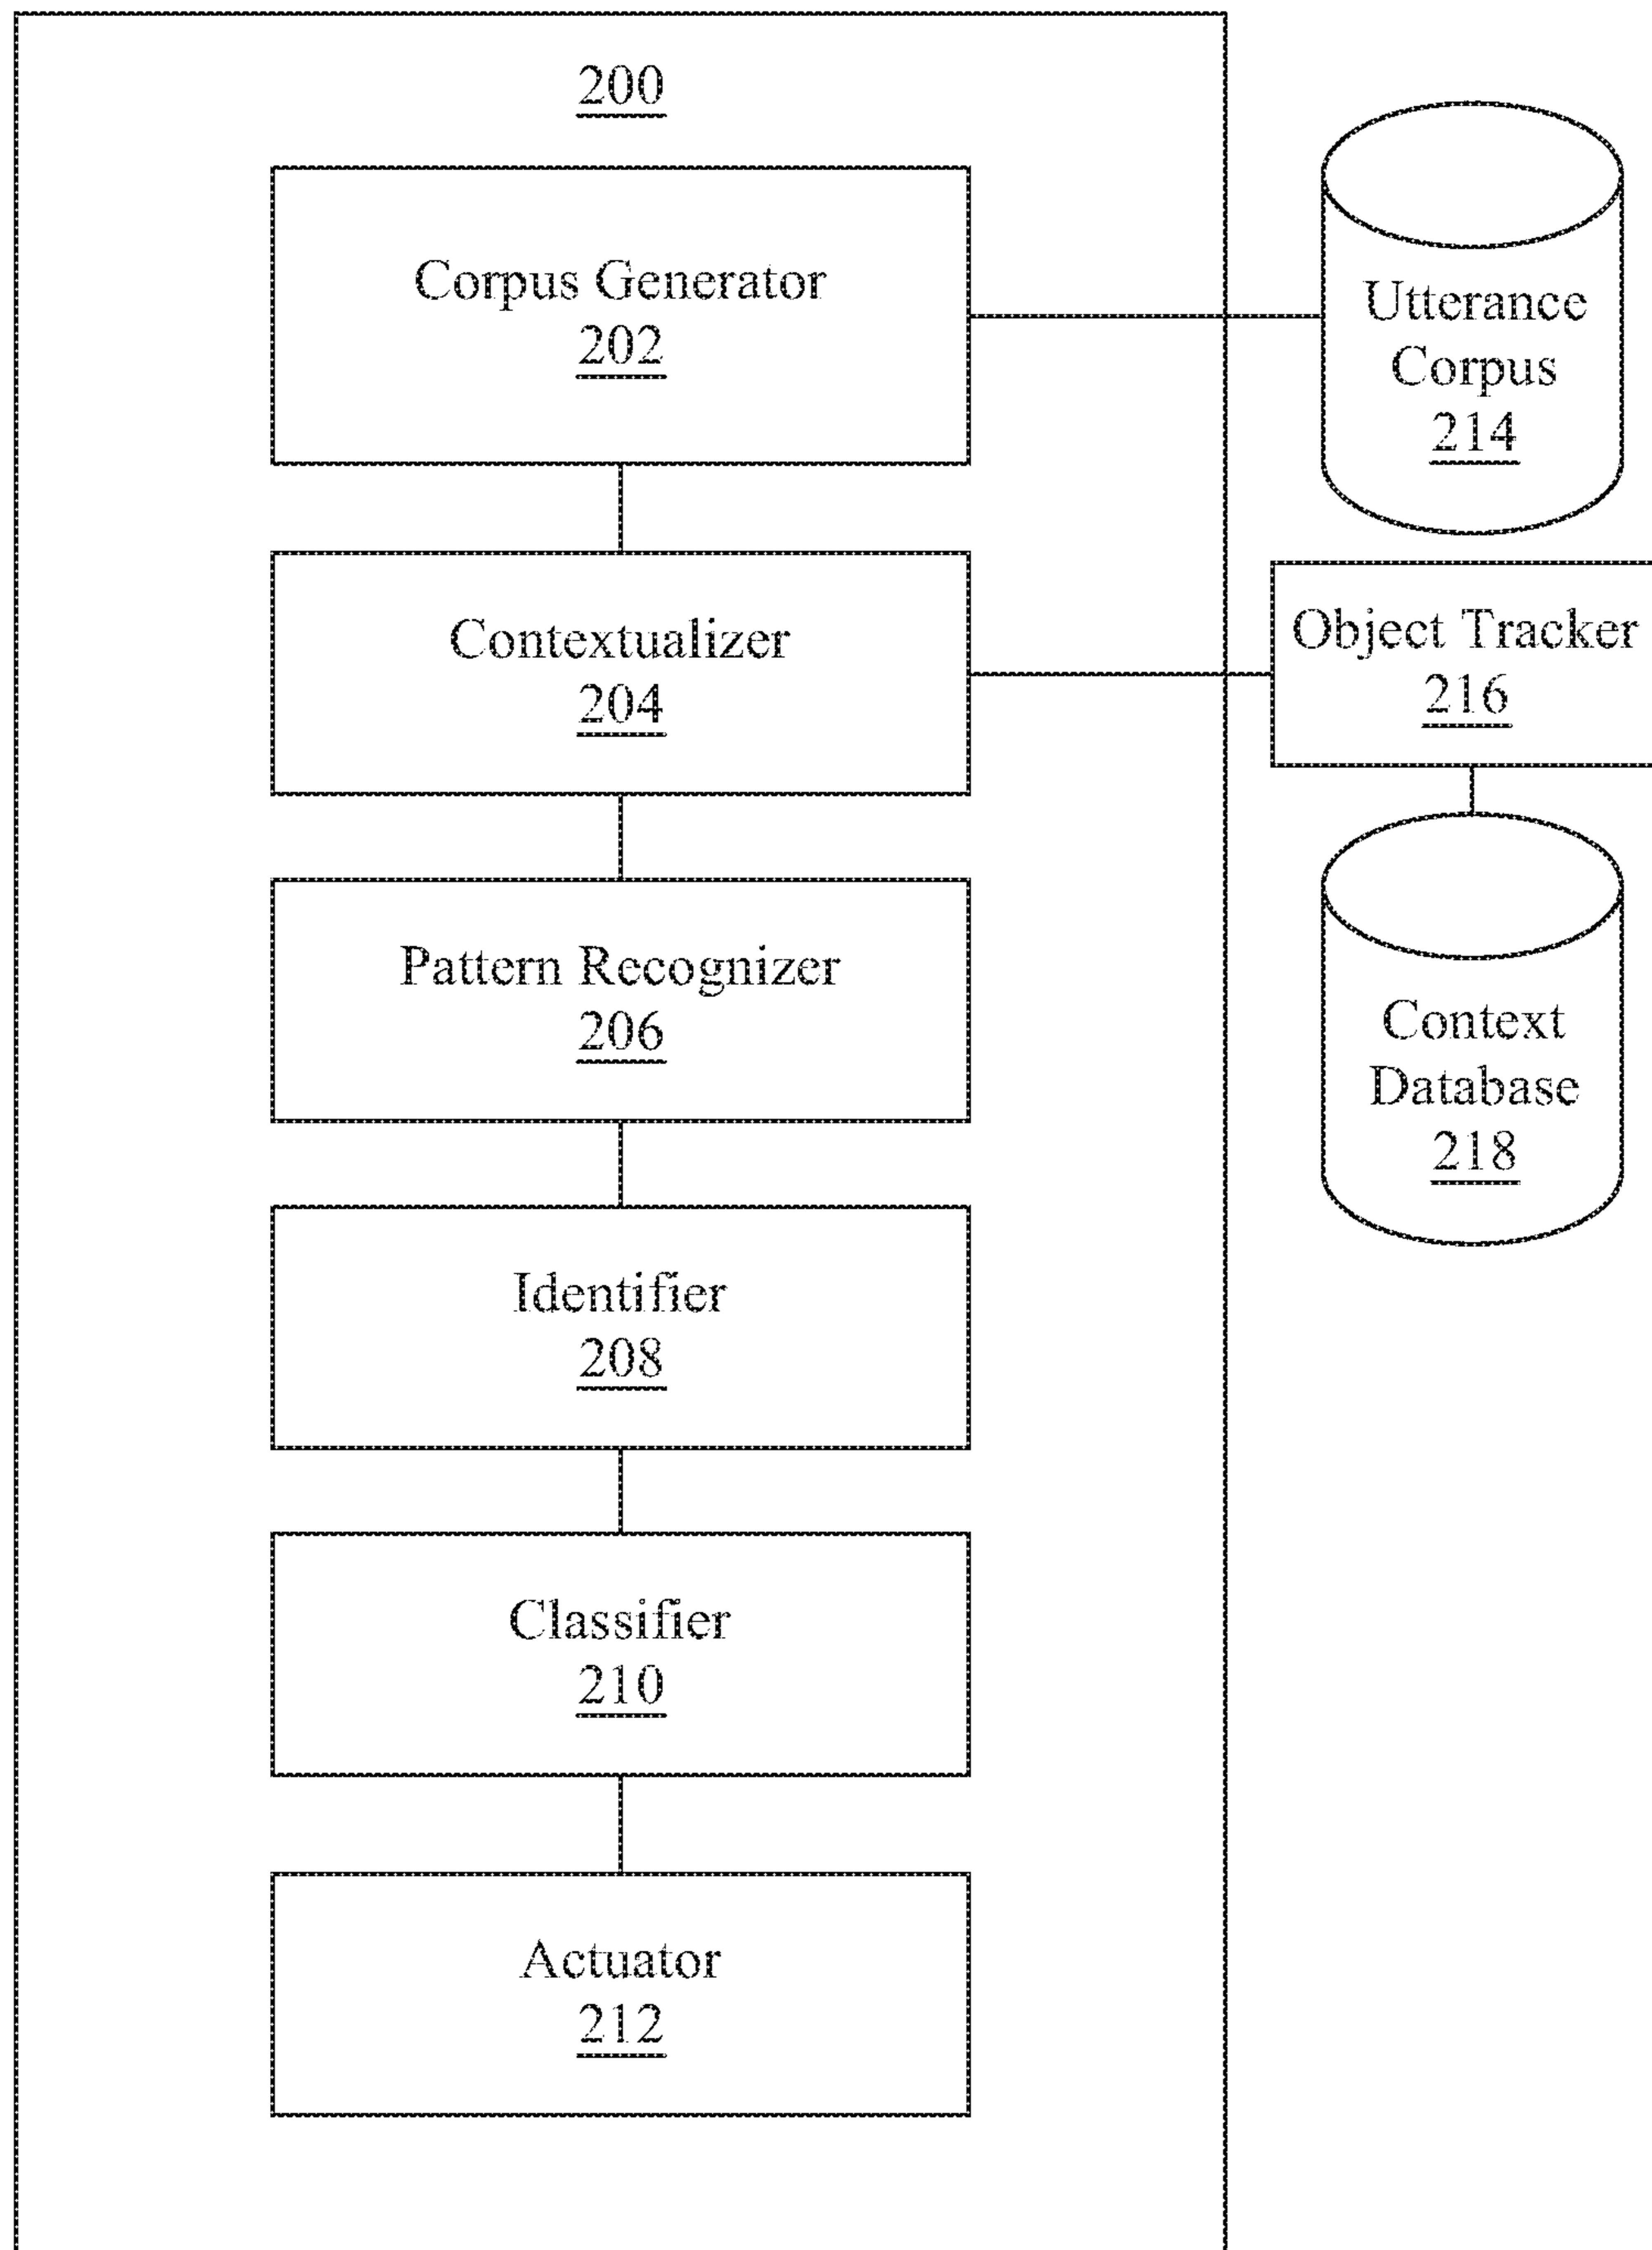 200
Corpus Generator
202
Utterance
Corpus
214
Contextualizer
204
Object Tracker
216
Pattern Recognizer
206
Context
Database
218
Identifier
208
Classifier
210
Actuator
212